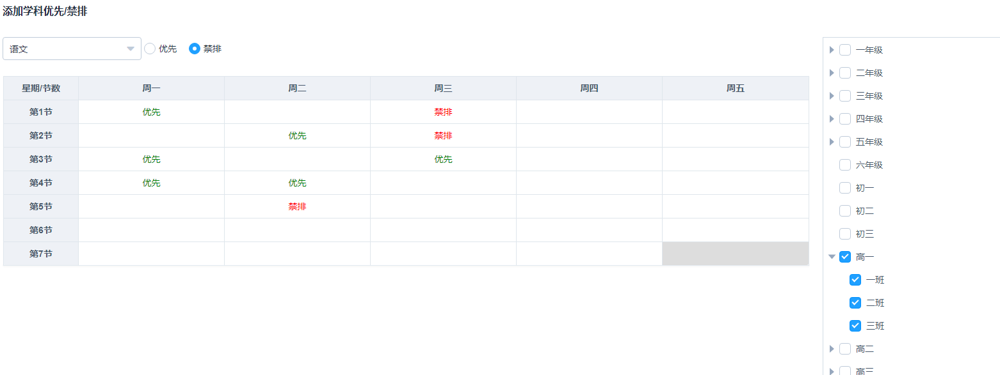 添加学科优先/禁排
语文 优先 禁排
星期/节数 周一 周二 周三 周四 周五
第1节 优先 禁排
第2节 优先 禁排
第3节 优先 优先
第4节 优先 优先
第5节 禁排
第6节
第7节
一年级
二年级
三年级
四年级
五年级
六年级
初一
初二
初三
高一
一班
二班
三班
高二
高三